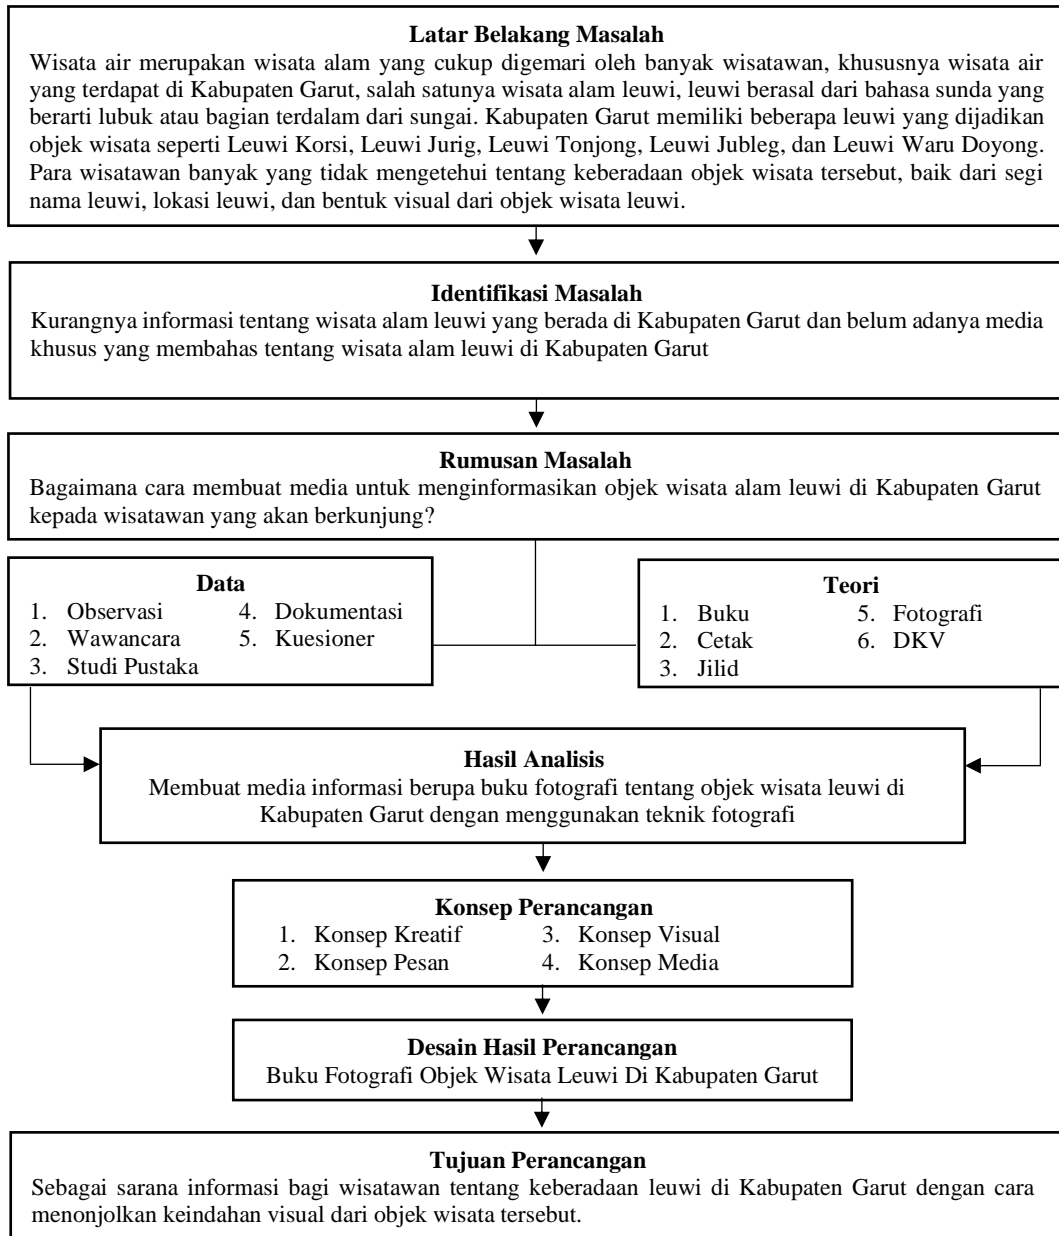 Latar Belakang Masalah
Wisata air merupakan wisata alam yang cukup digemari oleh banyak wisatawan, khususnya wisata air
yang terdapat di Kabupaten Garut, salah satunya wisata alam leuwi, leuwi berasal dari bahasa sunda yang
berarti lubuk atau bagian terdalam dari sungai. Kabupaten Garut memiliki beberapa leuwi yang dijadikan
objek wisata seperti Leuwi Korsi, Leuwi Jurig, Leuwi Tonjong, Leuwi Jubleg, dan Leuwi Waru Doyong.
Para wisatawan banyak yang tidak mengetehui tentang keberadaan objek wisata tersebut, baik dari segi
nama leuwi, lokasi leuwi, dan bentuk visual dari objek wisata leuwi.
Identifikasi Masalah
Kurangnya informasi tentang wisata alam leuwi yang berada di Kabupaten Garut dan belum adanya media
khusus yang membahas tentang wisata alam leuwi di Kabupaten Garut
Rumusan Masalah
Bagaimana cara membuat media untuk menginformasikan objek wisata alam leuwi di Kabupaten Garut
kepada wisatawan yang akan berkunjung?
Data
1. Observasi
2. Wawancara
3. Studi Pustaka
4. Dokumentasi
5. Kuesioner
Teori
1. Buku
2. Cetak
3. Jilid
5. Fotografi
6. DKV
Hasil Analisis
Membuat media informasi berupa buku fotografi tentang objek wisata leuwi di
Kabupaten Garut dengan menggunakan teknik fotografi
Konsep Perancangan
1. Konsep Kreatif
2. Konsep Pesan
3. Konsep Visual
4. Konsep Media
Desain Hasil Perancangan
Buku Fotografi Objek Wisata Leuwi Di Kabupaten Garut
Tujuan Perancangan
Sebagai sarana informasi bagi wisatawan tentang keberadaan leuwi di Kabupaten Garut dengan cara
menonjolkan keindahan visual dari objek wisata tersebut.